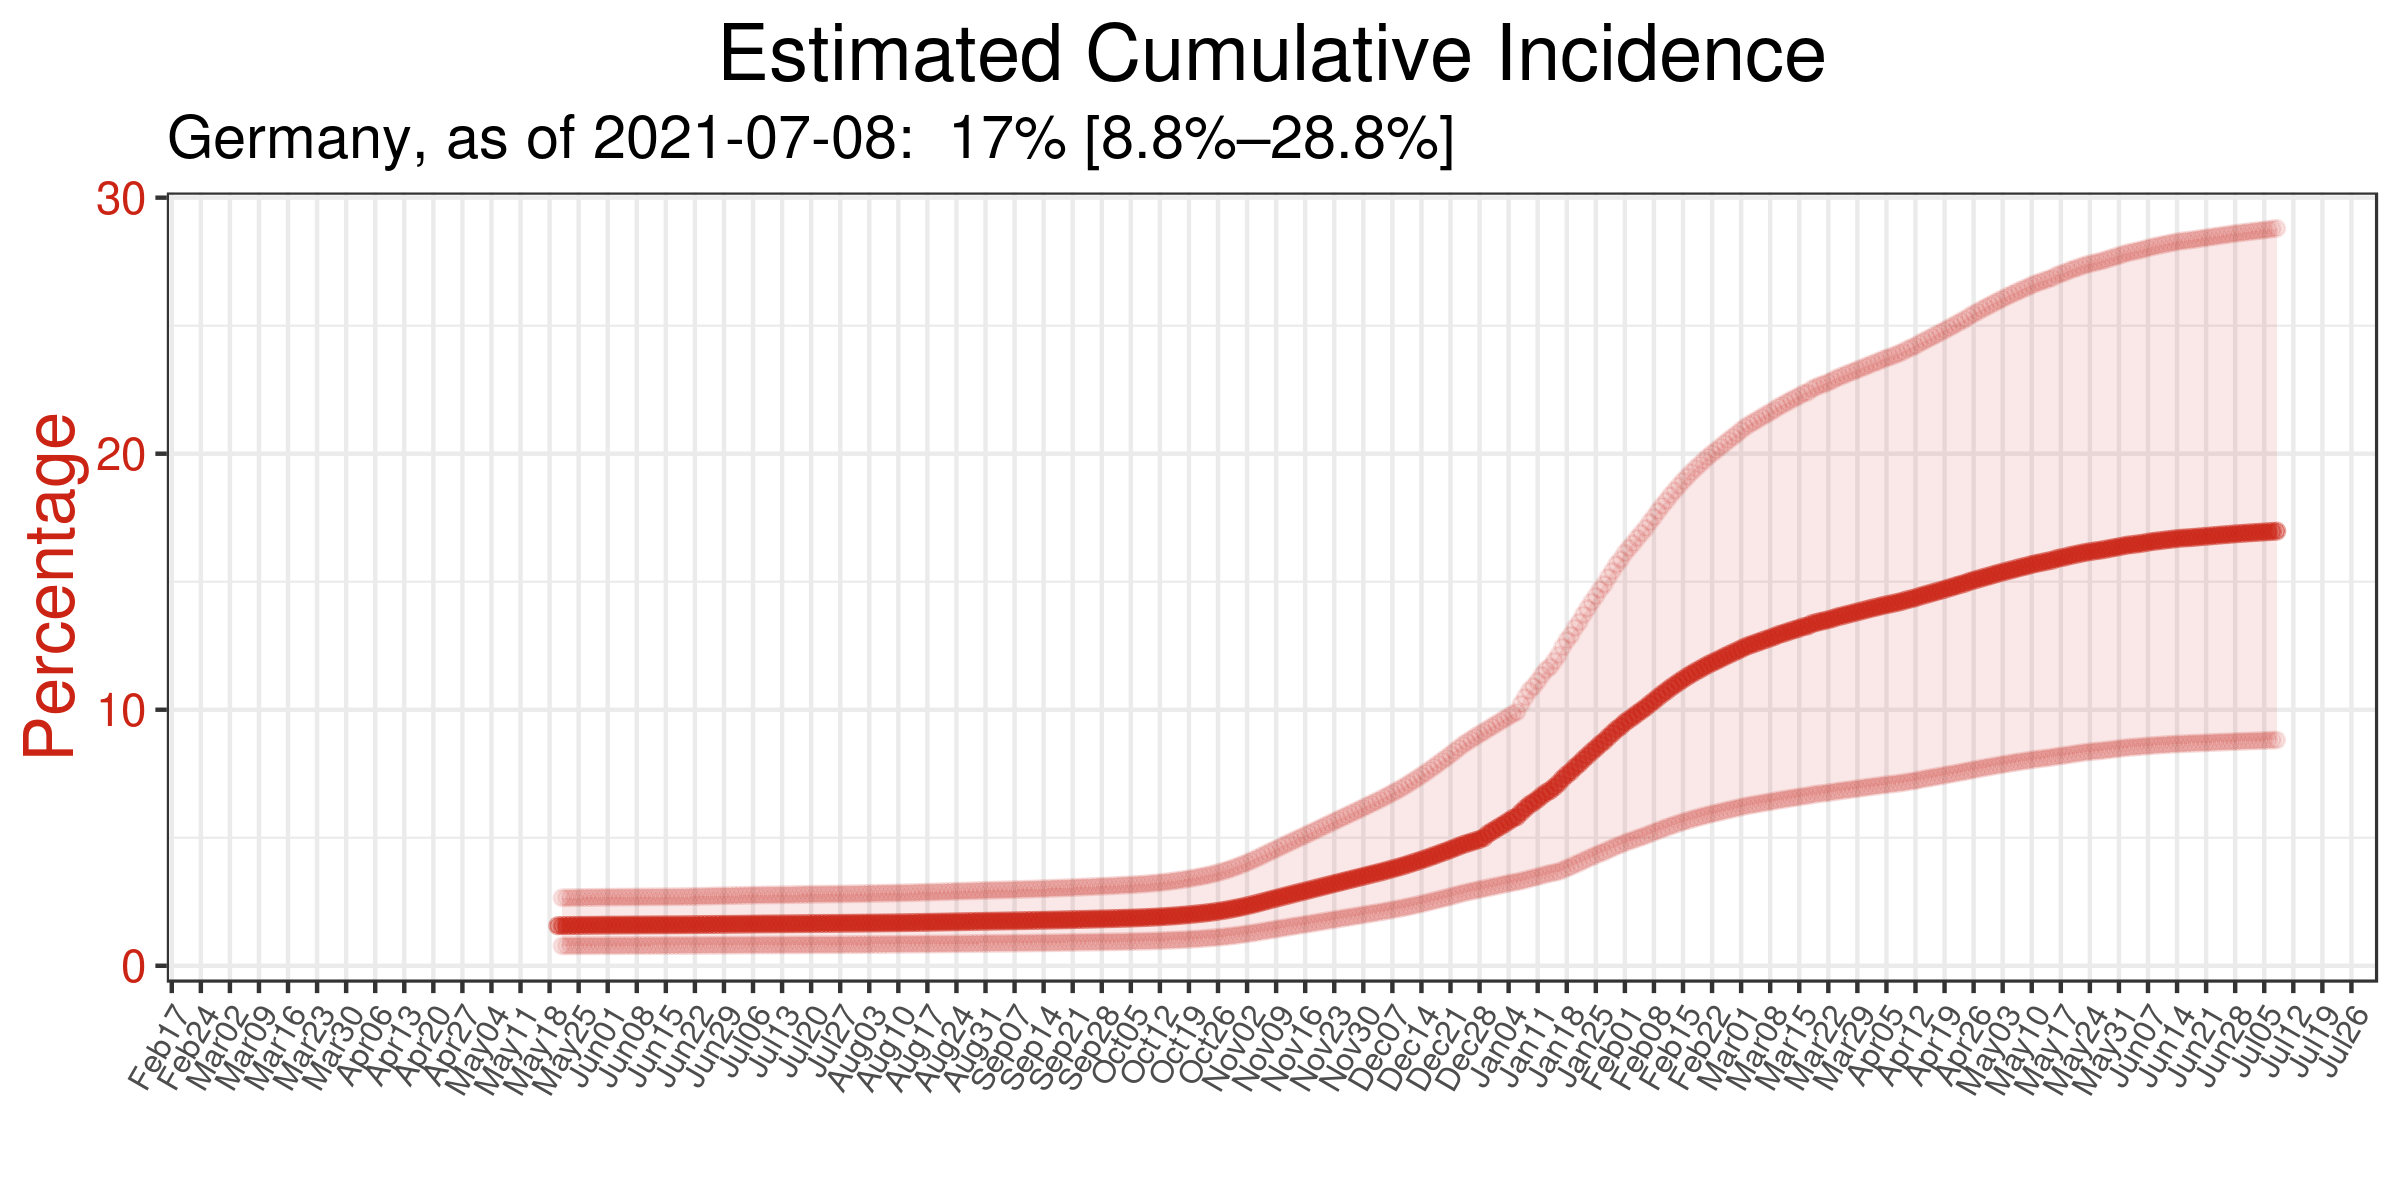 Estimated Cumulative Incidence
Germany, as of 2021-07-08:  17% [8.8%–28.8%]
Percentage
30
20
10
0
Feb17
Feb24
Mar02
Mar09
Mar16
Mar23
Mar30
Apr06
Apr13
Apr20
Apr27
May04
May11
May18
May25
Jun01
Jun08
Jun15
Jun22
Jun29
Jul06
Jul13
Jul20
Jul27
Aug03
Aug10
Aug17
Aug24
Aug31
Sep07
Sep14
Sep21
Sep28
Oct05
Oct12
Oct19
Oct26
Nov02
Nov09
Nov16
Nov23
Nov30
Dec07
Dec14
Dec21
Dec28
Jan04
Jan11
Jan18
Jan25
Feb01
Feb08
Feb15
Feb22
Mar01
Mar08
Mar15
Mar22
Mar29
Apr05
Apr12
Apr19
Apr26
May03
May10
May17
May24
May31
Jun07
Jun14
Jun21
Jun28
Jul05
Jul12
Jul19
Jul26